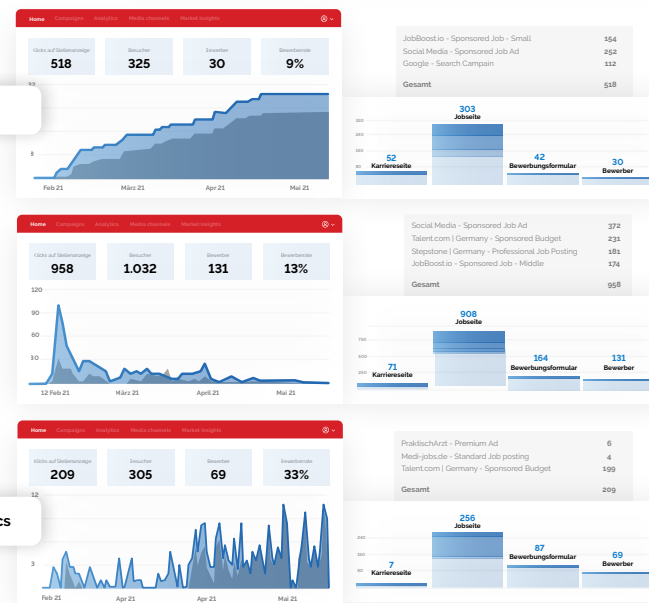 Home Campaigns Analytics Media channels Market Insights
Klicks auf Stellenanzeige Besucher Bewerber Bewerberrate
518 325 30 9%
Feb 21 März 21 Apr 21 Mai 21
JobBoost.io - Sponsored Job - Small 154
Social Media - Sponsored Job Ad 252
Google - Search Campain 112
Gesamt 518
303
Jobseite
52
Karriereseite
42
Bewerbungsformular
30
Bewerber
Home Campaigns Analytics Media channels Market Insights
Klicks auf Stellenanzeige Besucher Bewerber Bewerberrate
958 1.032 131 13%
120
90
60
30
12 Feb 21 März 21 April 21 Mai 21
Social Media - Sponsored Job Ad 372
Talent.com | Germany - Sponsored Budget 231
Stepstone | Germany - Professional Job Posting 181
JobBoost.io - Sponsored Job - Middle 174
Gesamt 958
908
Jobseite
750
500
250
71
Karriereseite
164
Bewerbungsformular
131
Bewerber
Home Campaigns Analytics Media channels Market Insights
Klicks auf Stellenanzeige Besucher Bewerber Bewerberrate
209 305 69 33%
12
3
cs
Feb 21 Apr 21 Apr 21 Mai 21
PraktischArzt - Premium Ad 6
Medi-jobs.de - Standard Job posting 4
Talent.com | Germany - Sponsored Budget 199
Gesamt 209
256
Jobseite
7
Karriereseite
87
Bewerbungsformular
69
Bewerber